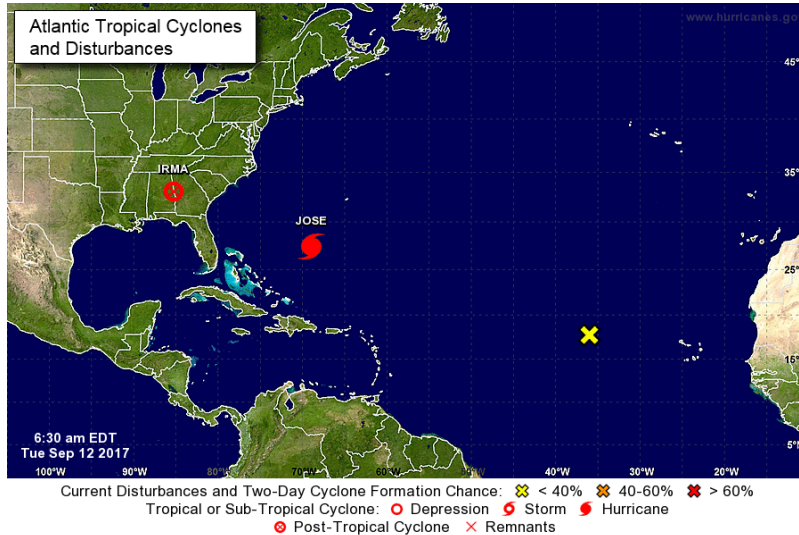 Atlantic Tropical Cyclones
and Disturbances
www.hurricanes.go
45°
35°
25°
15°
5°N
IRMA
JOSE
6:30 am EDT
Tue Sep 12 2017
100°W 90°W 80°W 70°W 60°W 50°W 40°W 30°W 20°W
Current Disturbances and Two-Day Cyclone Formation Chance: < 40% 40-60% > 60%
Tropical or Sub-Tropical Cyclone: Depression Storm Hurricane
Post-Tropical Cyclone Remnants